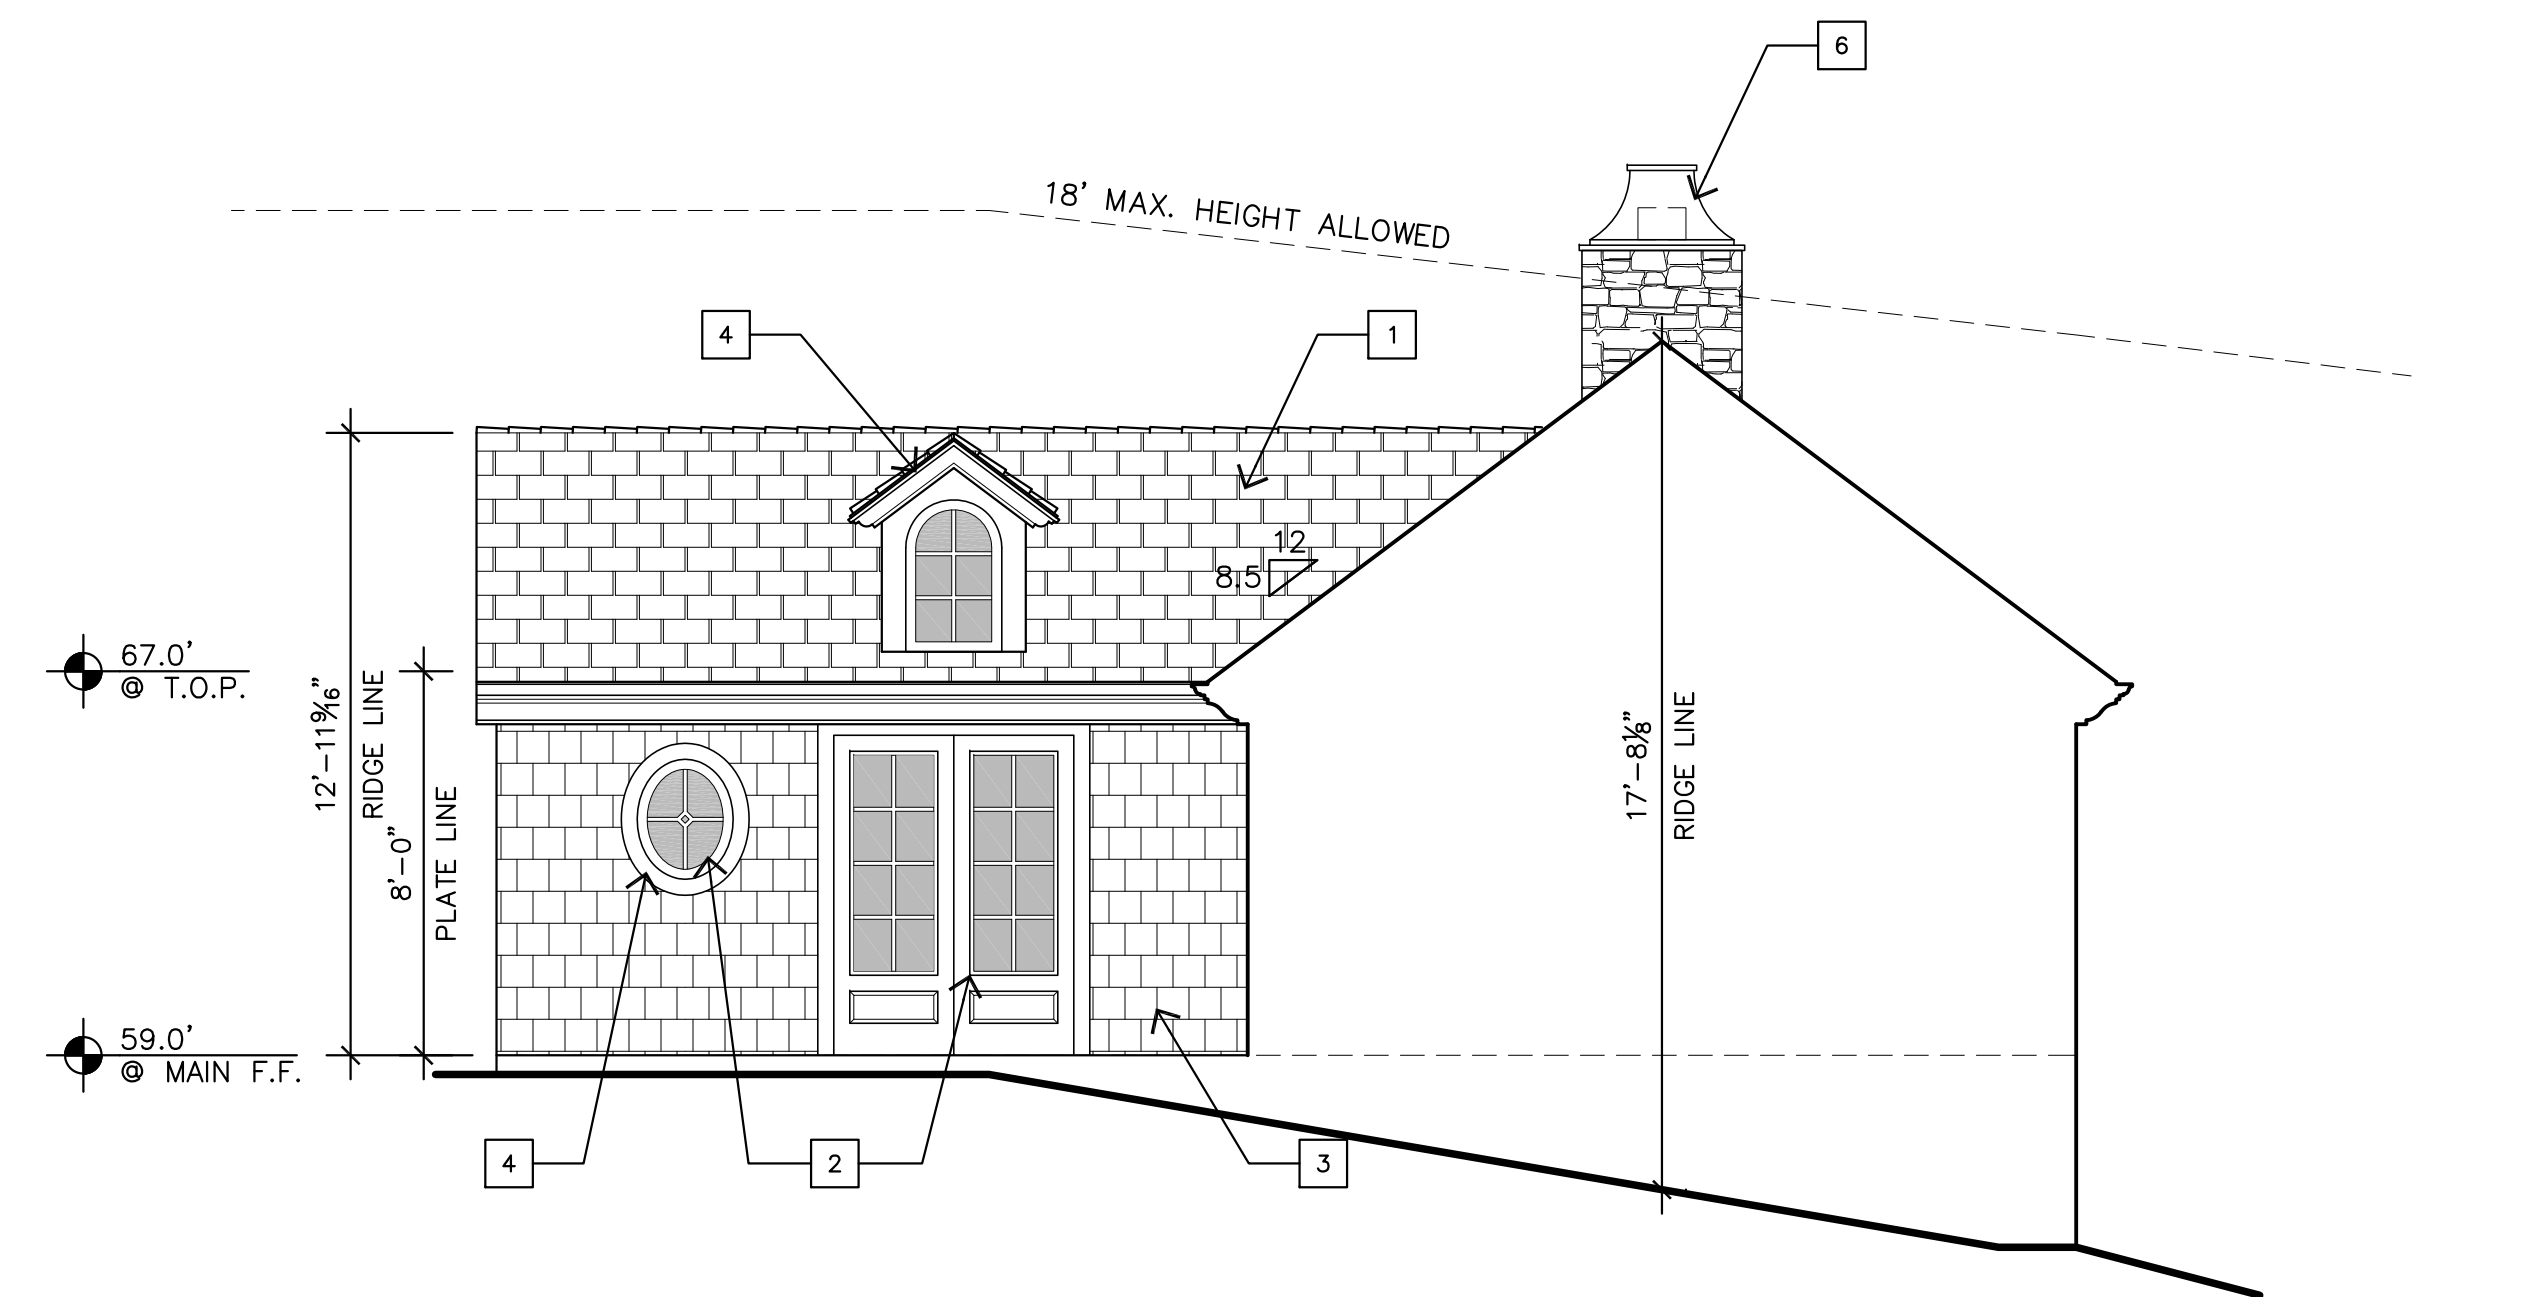 6
18' MAX. HEIGHT ALLOWED
4
1
12
8.5
67.0'
@ T.O.P.
12'-11 9/16"
RIDGE LINE
8'-0"
PLATE LINE
17'-8 1/8"
RIDGE LINE
59.0'
@ MAIN F.F.
4
2
3